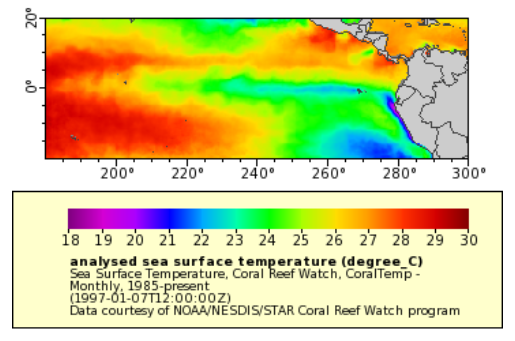 20°
0°
200° 220° 240° 260° 280° 300°
18 19 20 21 22 23 24 25 26 27 28 29 30
analysed sea surface temperature (degree_C)
Sea Surface Temperature, Coral Reef Watch, CoralTemp -
Monthly, 1985-present
(1997-01-07T12:00:00Z)
Data courtesy of NOAA/NESDIS/STAR Coral Reef Watch program